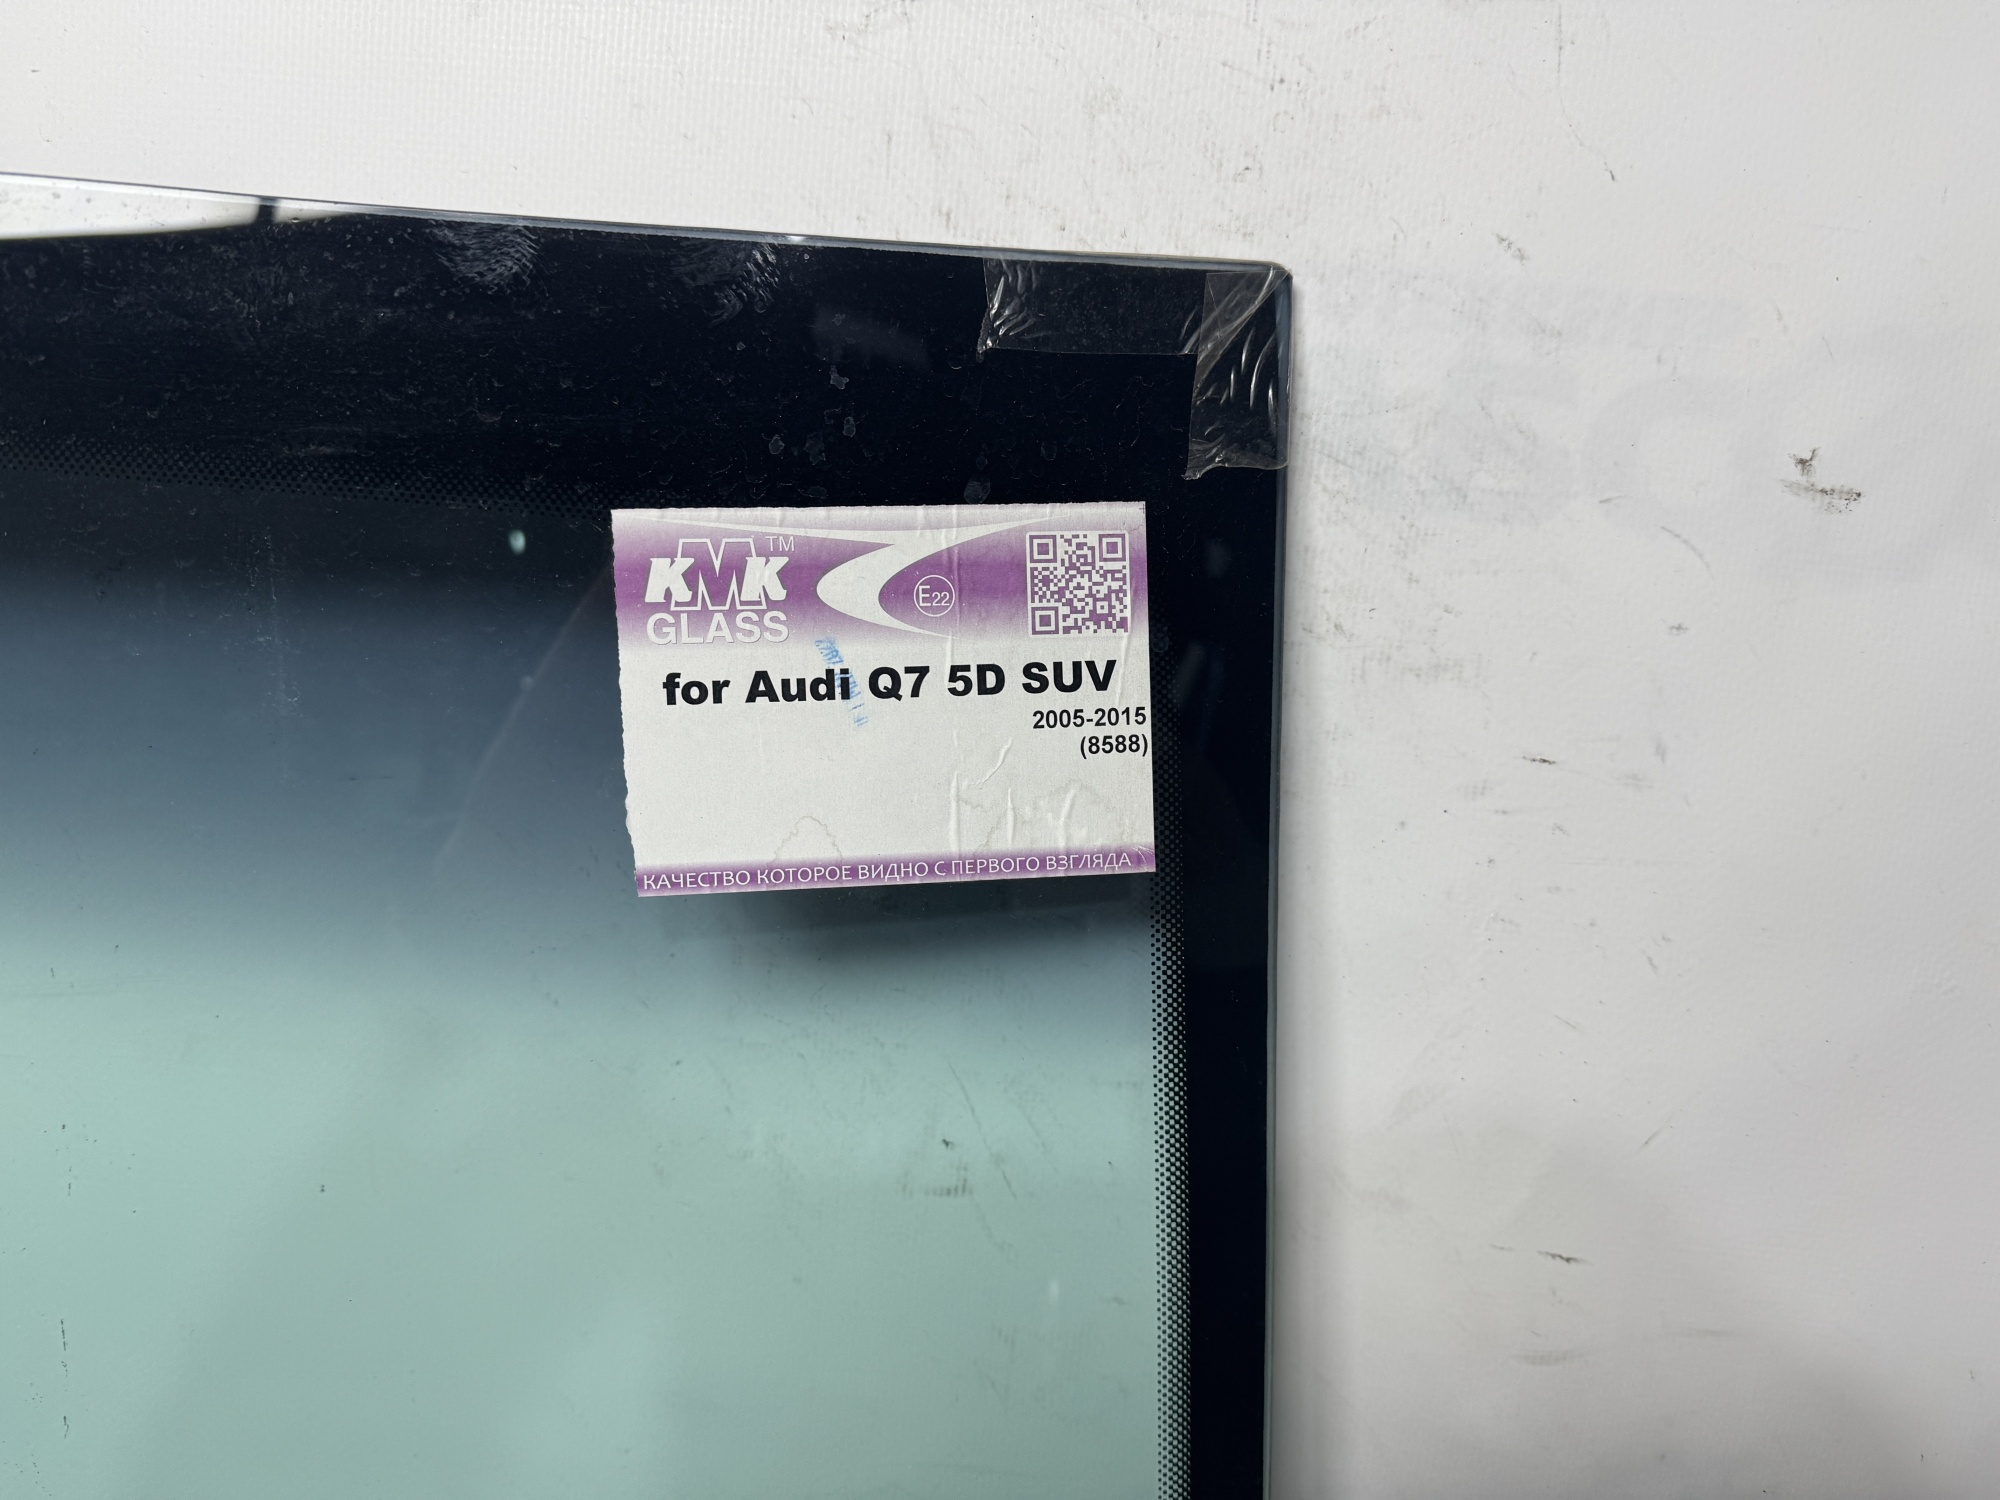 KMK™
GLASS
E22
for Audi Q7 5D SUV
2005-2015
(8588)
КАЧЕСТВО КОТОРОЕ ВИДНО С ПЕРВОГО ВЗГЛЯДА